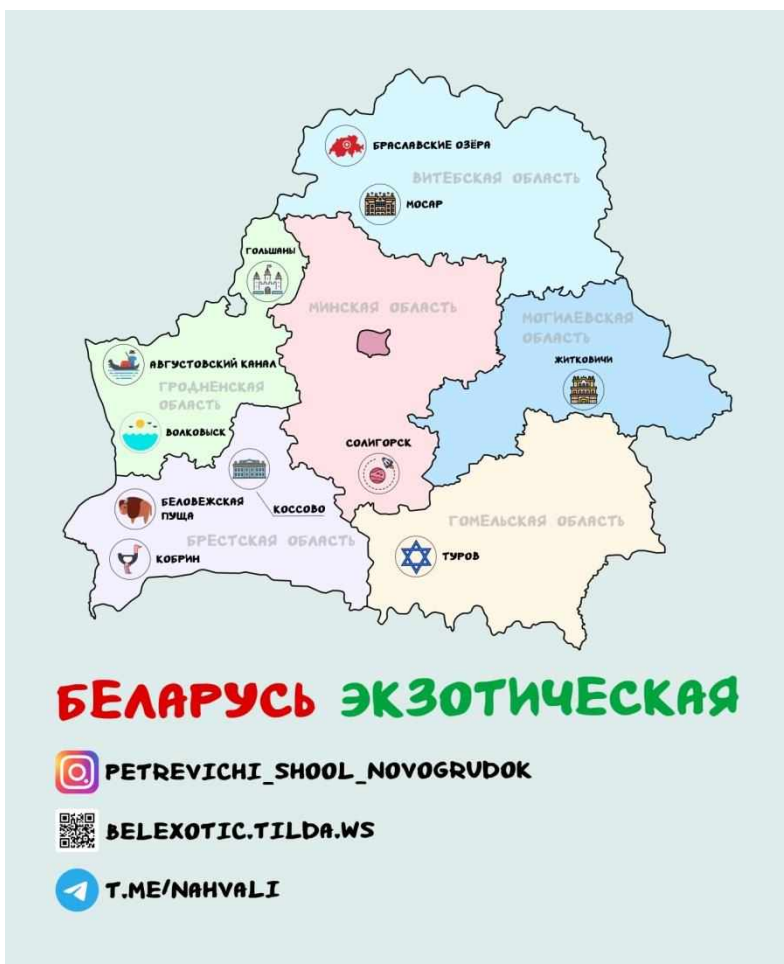 БРАСЛАВСКИЕ ОЗЁРА
ВИТЕБСКАЯ ОБЛАСТЬ
МОСАР
ГОЛЬШАНЫ
МИНСКАЯ ОБЛАСТЬ
МОГИЛЕВСКАЯ
ОБЛАСТЬ
ЖИТКОВИЧИ
АВГУСТОВСКИЙ КАНАЛ
ГРОДНЕНСКАЯ
ОБЛАСТЬ
ВОЛКОВЫСК
СОЛИГОРСК
БЕЛОВЕЖСКАЯ
ПУЩА
КОССОВО
БРЕСТСКАЯ ОБЛАСТЬ
КОБРИН
ГОМЕЛЬСКАЯ ОБЛАСТЬ
ТУРОВ
БЕЛАРУСЬ ЭКЗОТИЧЕСКАЯ
PETREVICHI_SHOOL_NOVOGRUDOK
BELEXOTIC.TILDA.WS
T.ME/NAHVALI